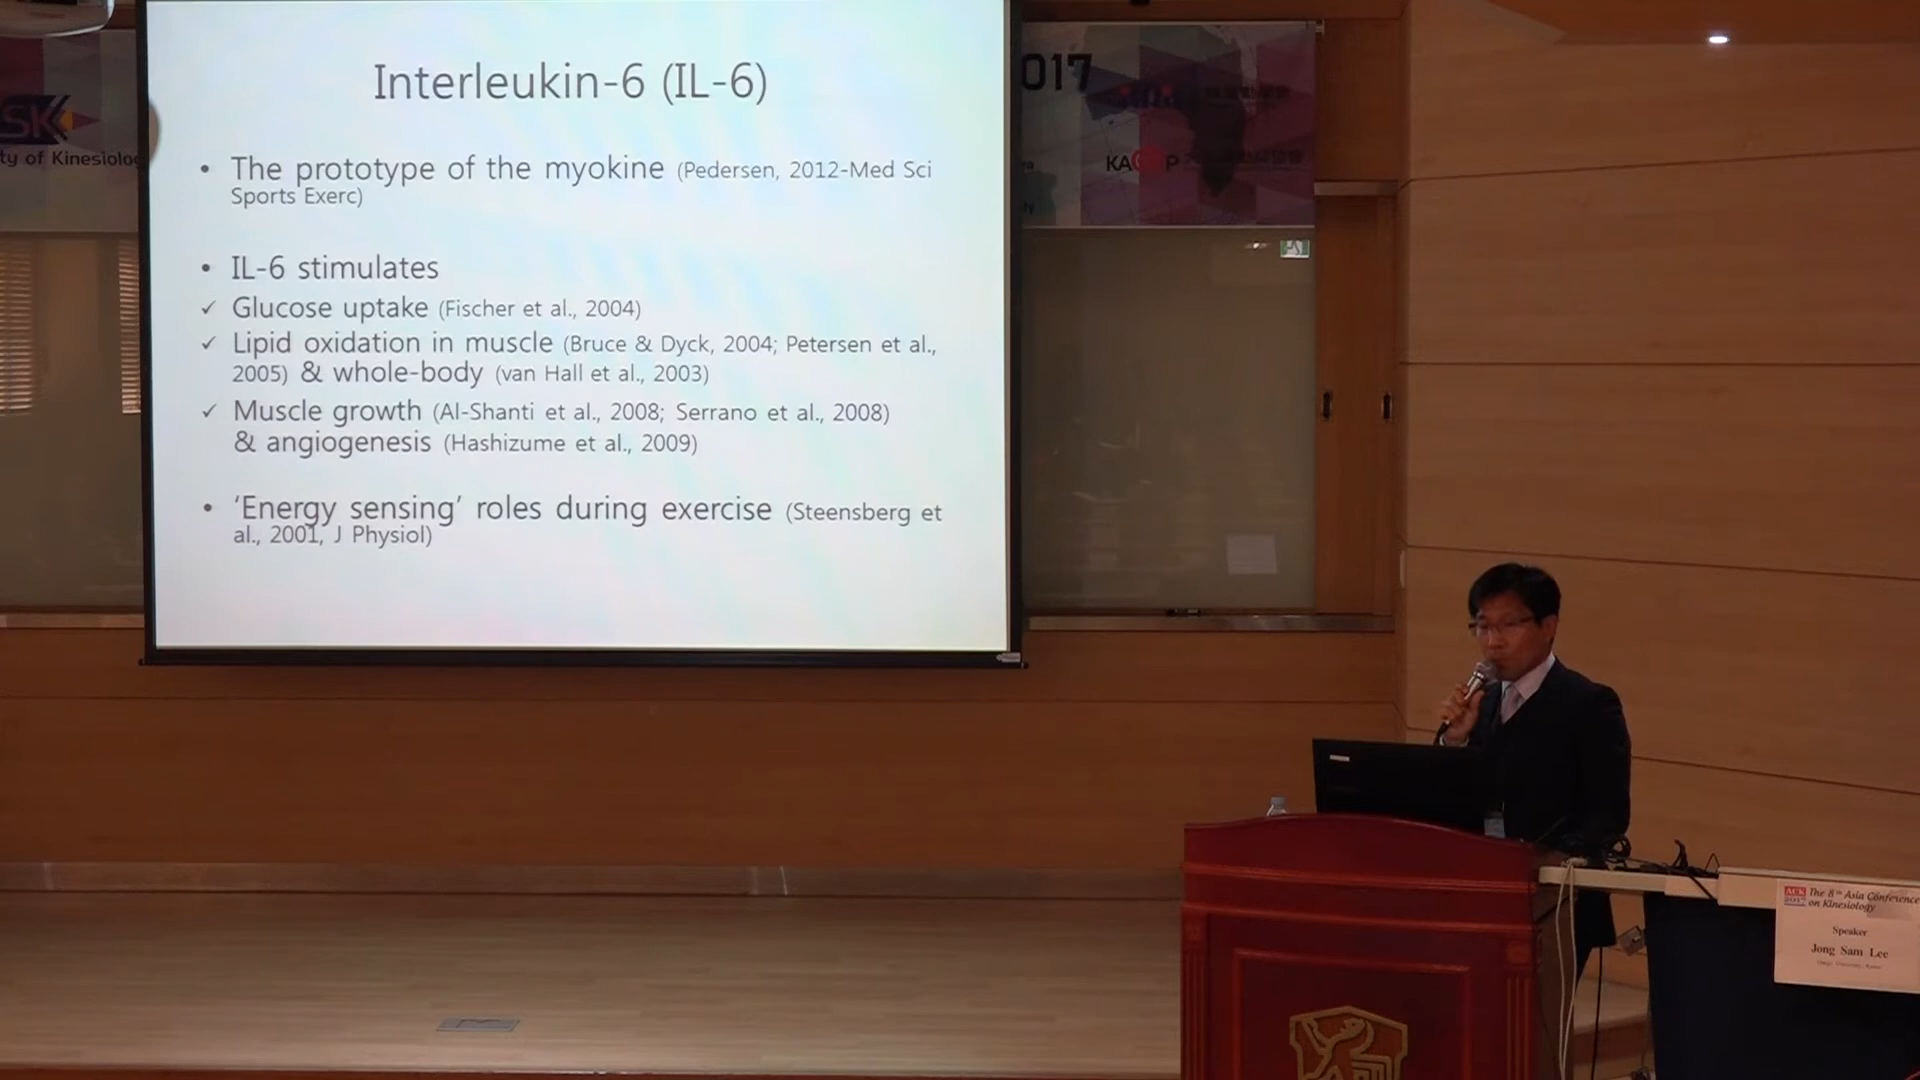 Interleukin-6 (IL-6)
• The prototype of the myokine (Pedersen, 2012-Med Sci
Sports Exerc)
• IL-6 stimulates
✓ Glucose uptake (Fischer et al., 2004)
✓ Lipid oxidation in muscle (Bruce & Dyck, 2004; Petersen et al.,
2005) & whole-body (van Hall et al., 2003)
✓ Muscle growth (Al-Shanti et al., 2008; Serrano et al., 2008)
& angiogenesis (Hashizume et al., 2009)
• 'Energy sensing' roles during exercise (Steensberg et
al., 2001, J Physiol)
SK
ty of Kinesiolog
017
KA P
ACK
2017
The 8th Asia Conference
on Kinesiology
Speaker
Jong Sam Lee